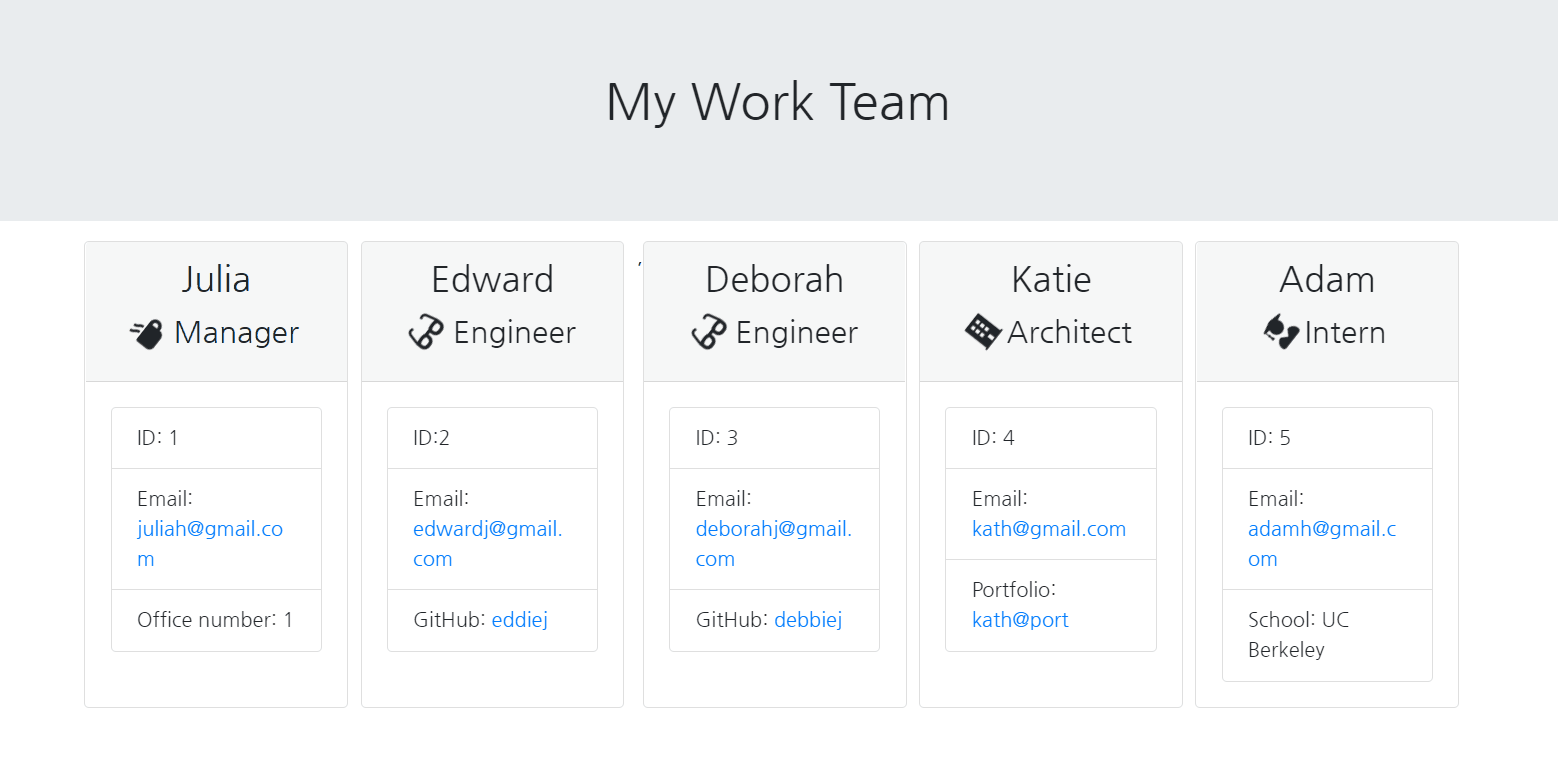 My Work Team
Julia
Manager
ID: 1
Email:
juliah@gmail.co
m
Office number: 1
Edward
Engineer
ID:2
Email:
edwardj@gmail.
com
GitHub: eddiej
,
Deborah
Engineer
ID: 3
Email:
deborahj@gmail.
com
GitHub: debbiej
Katie
Architect
ID: 4
Email:
kath@gmail.com
Portfolio:
kath@port
Adam
Intern
ID: 5
Email:
adamh@gmail.c
om
School: UC
Berkeley